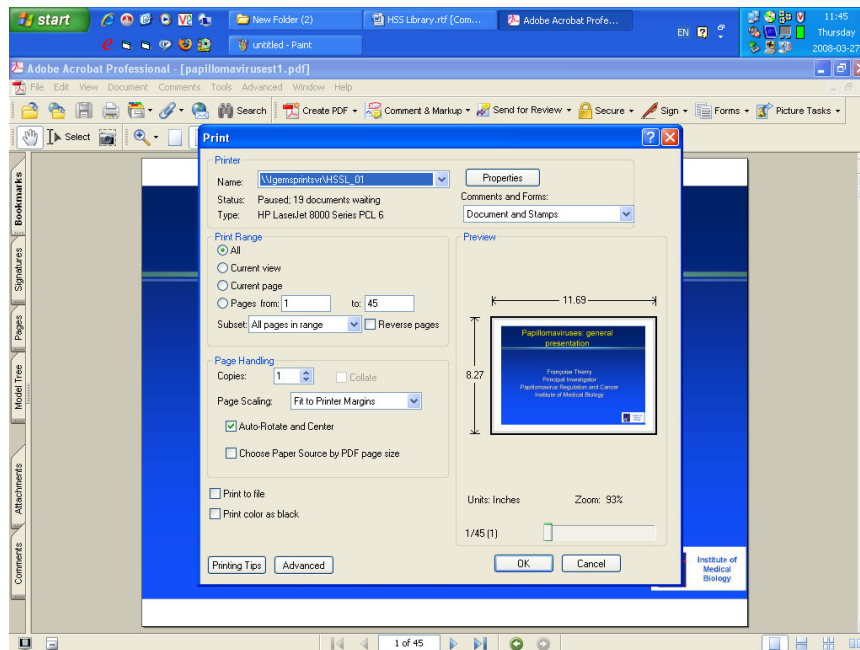 start
New Folder (2)
HSS Library.rtf [Com...
Adobe Acrobat Profe...
EN
11:45
untitled - Paint
Thursday
2008-03-27
Adobe Acrobat Professional - [papillomavirusest1.pdf]
File Edit View Document Comments Tools Advanced Window Help
Search
Create PDF
Comment & Markup
Send for Review
Secure
Sign
Forms
Picture Tasks
Select
Print
Bookmarks
Signatures
Pages
Model Tree
Attachments
Comments
Printer
Name: \\Igemsprintsvr\HSSL_01
Properties
Status: Paused; 19 documents waiting
Comments and Forms:
Type: HP LaserJet 8000 Series PCL 6
Document and Stamps
Print Range
All
Current view
Current page
Pages from: 1 to: 45
Subset: All pages in range
Reverse pages
Page Handling
Copies: 1
Collate
Page Scaling: Fit to Printer Margins
Auto-Rotate and Center
Choose Paper Source by PDF page size
Print to file
Print color as black
Printing Tips
Advanced
Preview
11.69
8.27
Papillomaviruses: general
presentation
Françoise Thierry
Principal Investigator
Papillomavirus Regulation and Cancer
Institute of Medical Biology
Units: Inches
Zoom: 93%
1/45 (1)
OK
Cancel
Institute of
Medical
Biology
1 of 45